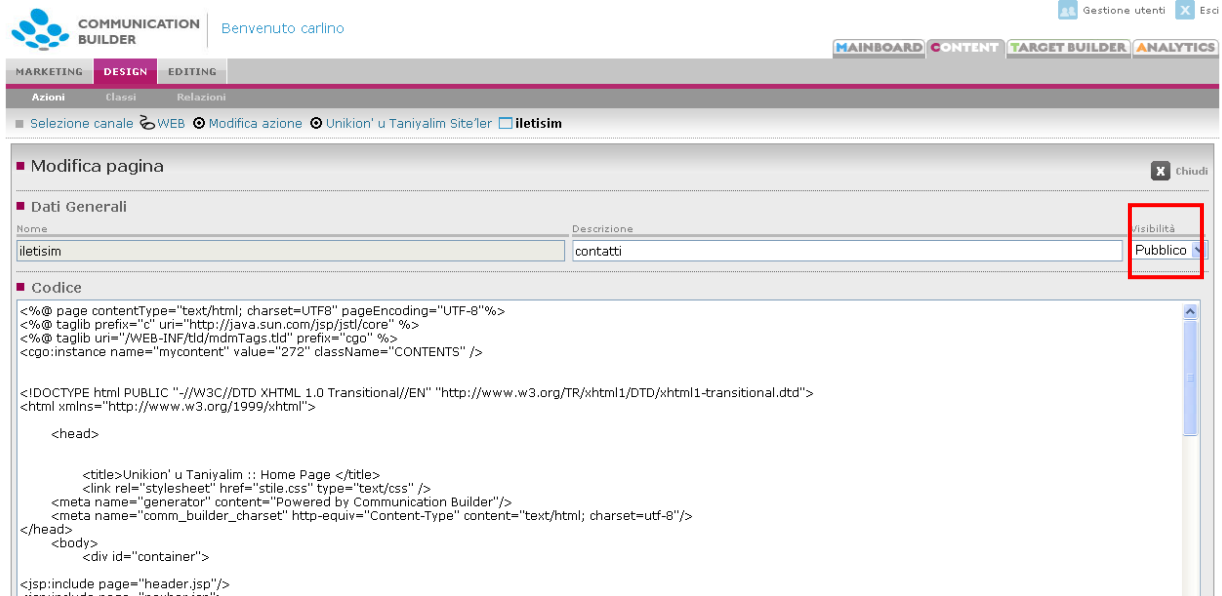 Gestione utenti Esci
COMMUNICATION
BUILDER
Benvenuto carlino
MAINBOARD CONTENT TARGET BUILDER ANALYTICS
MARKETING DESIGN EDITING
Azioni Classi Relazioni
Selezione canale WEB Modifica azione Unikion' u Taniyalim Site'ler iletisim
Modifica pagina
Chiudi
Dati Generali
Nome Descrizione Visibilità
iletisim contatti Pubblico
Codice
<%@ page contentType="text/html; charset=UTF8" pageEncoding="UTF-8"%>
<%@ taglib prefix="c" uri="http://java.sun.com/jsp/jstl/core" %>
<%@ taglib uri="/WEB-INF/tld/mdmTags.tld" prefix="cgo" %>
<cgo:instance name="mycontent" value="272" className="CONTENTS" />
<!DOCTYPE html PUBLIC "-//W3C//DTD XHTML 1.0 Transitional//EN" "http://www.w3.org/TR/xhtml1/DTD/xhtml1-transitional.dtd">
<html xmlns="http://www.w3.org/1999/xhtml">
<head>
<title>Unikion' u Taniyalim :: Home Page </title>
<link rel="stylesheet" href="stile.css" type="text/css" />
<meta name="generator" content="Powered by Communication Builder"/>
<meta name="comm_builder_charset" http-equiv="Content-Type" content="text/html; charset=utf-8"/>
</head>
<body>
<div id="container">
<jsp:include page="header.jsp"/>